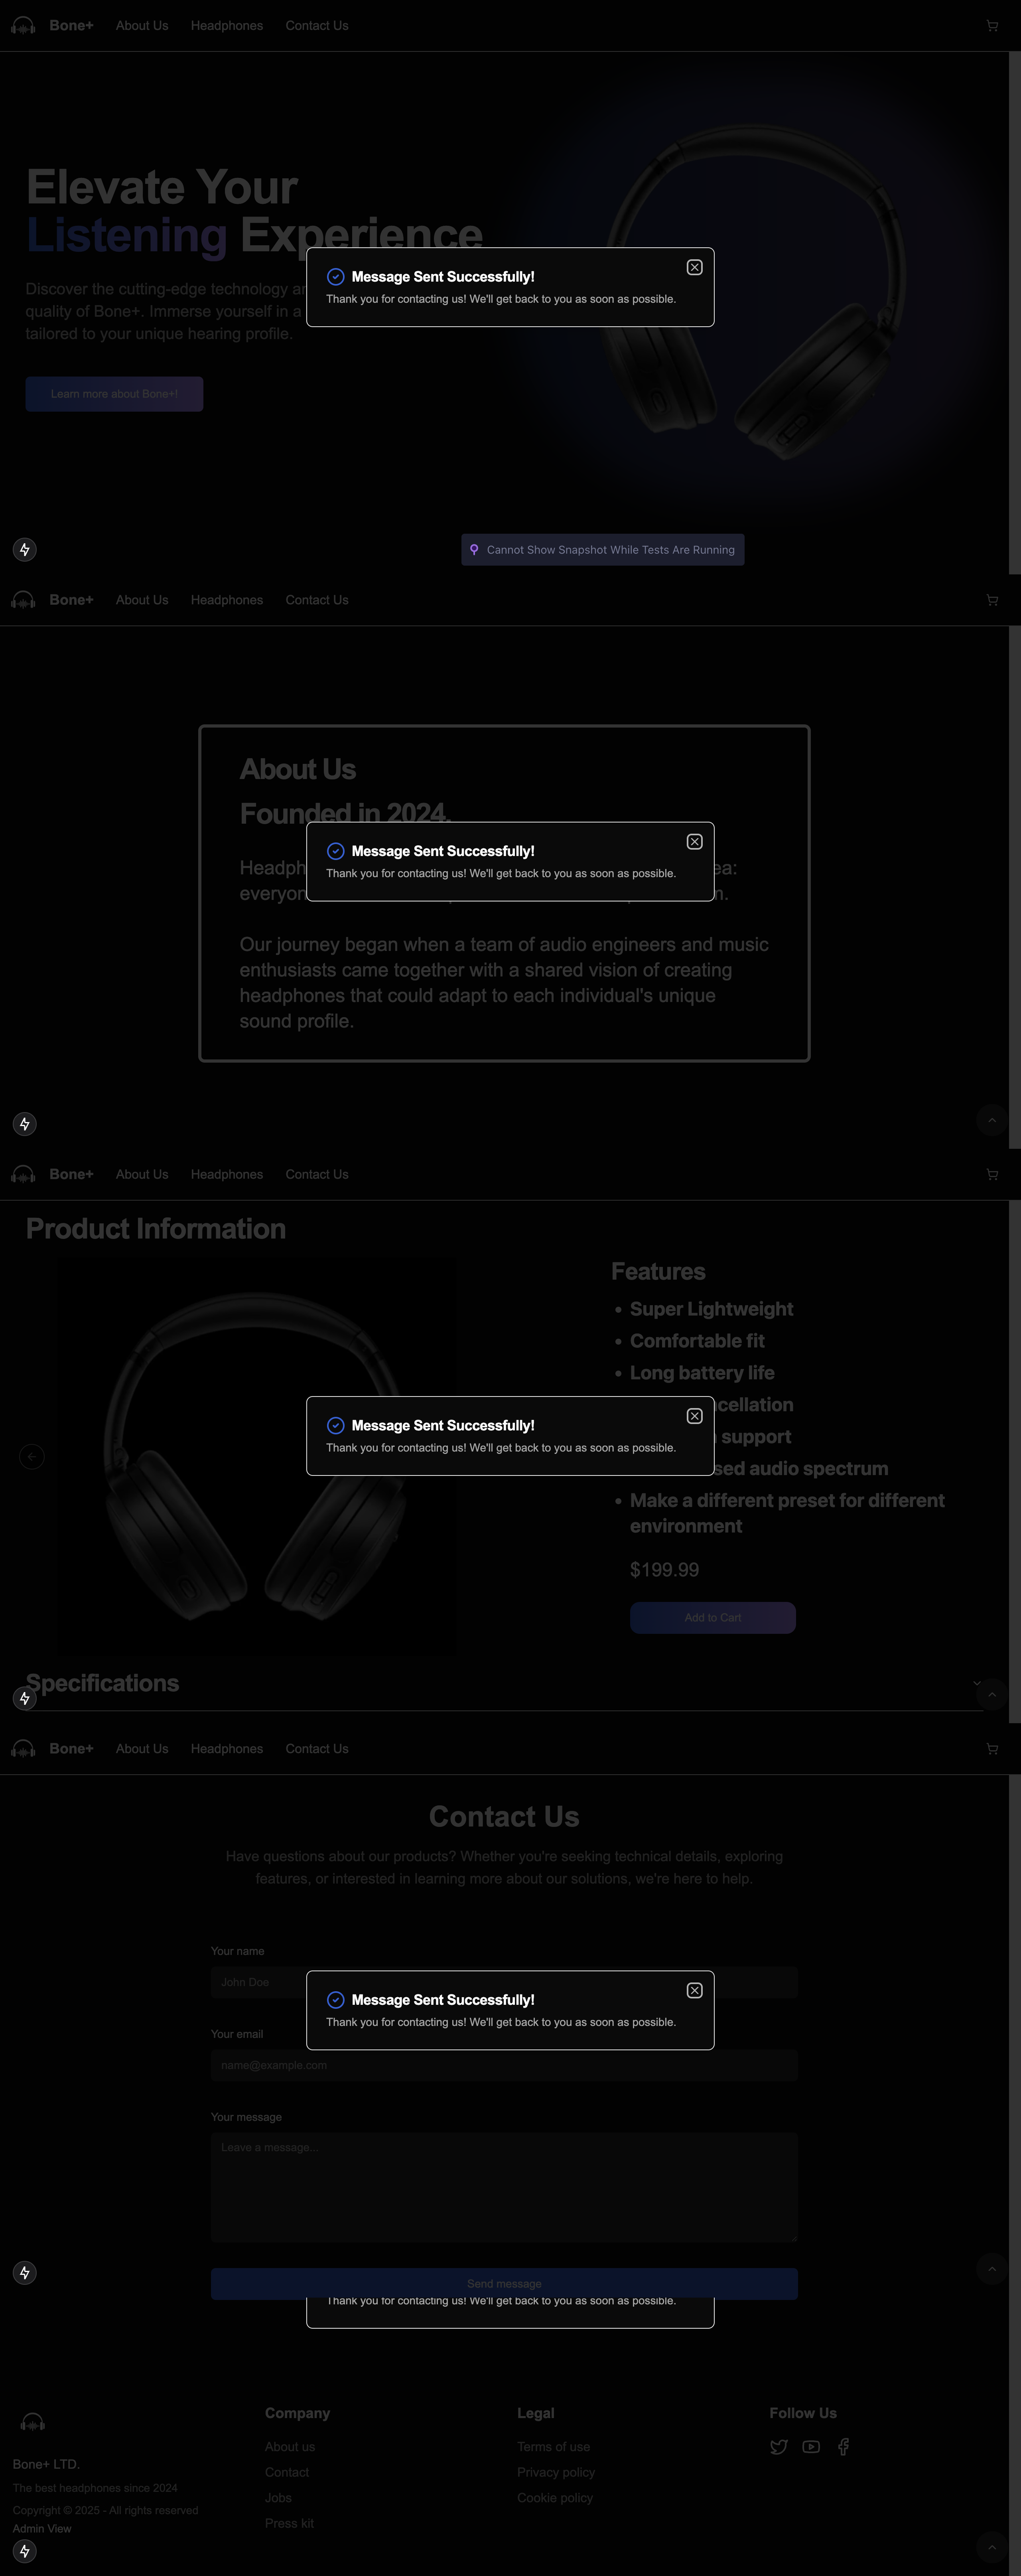 Bone+ About Us Headphones Contact Us
Elevate Your
Listening Experience
Discover the cutting-edge technology
quality of Bone+. Immerse yourself in a
tailored to your unique hearing profile.
Learn more about Bone+!
Message Sent Successfully!
Thank you for contacting us! We'll get back to you as soon as possible.
Cannot Show Snapshot While Tests Are Running
Bone+ About Us Headphones Contact Us
About Us
Founded in 2024.
Message Sent Successfully!
Thank you for contacting us! We'll get back to you as soon as possible.
Our journey began when a team of audio engineers and music
enthusiasts came together with a shared vision of creating
headphones that could adapt to each individual's unique
sound profile.
Bone+ About Us Headphones Contact Us
Product Information
Features
Super Lightweight
Comfortable fit
Long battery life
support
audio spectrum
Make a different preset for different
environment
Message Sent Successfully!
Thank you for contacting us! We'll get back to you as soon as possible.
$199.99
Add to Cart
Specifications
Bone+ About Us Headphones Contact Us
Contact Us
Have questions about our products? Whether you're seeking technical details, exploring
features, or interested in learning more about our solutions, we're here to help.
Your name
John Doe
Message Sent Successfully!
Thank you for contacting us! We'll get back to you as soon as possible.
Your email
name@example.com
Your message
Leave a message...
Send message
Thank you for contacting us! We'll get back to you as soon as possible.
Bone+ LTD.
The best headphones since 2024
Copyright © 2025 - All rights reserved
Admin View
Company
About us
Contact
Jobs
Press kit
Legal
Terms of use
Privacy policy
Cookie policy
Follow Us